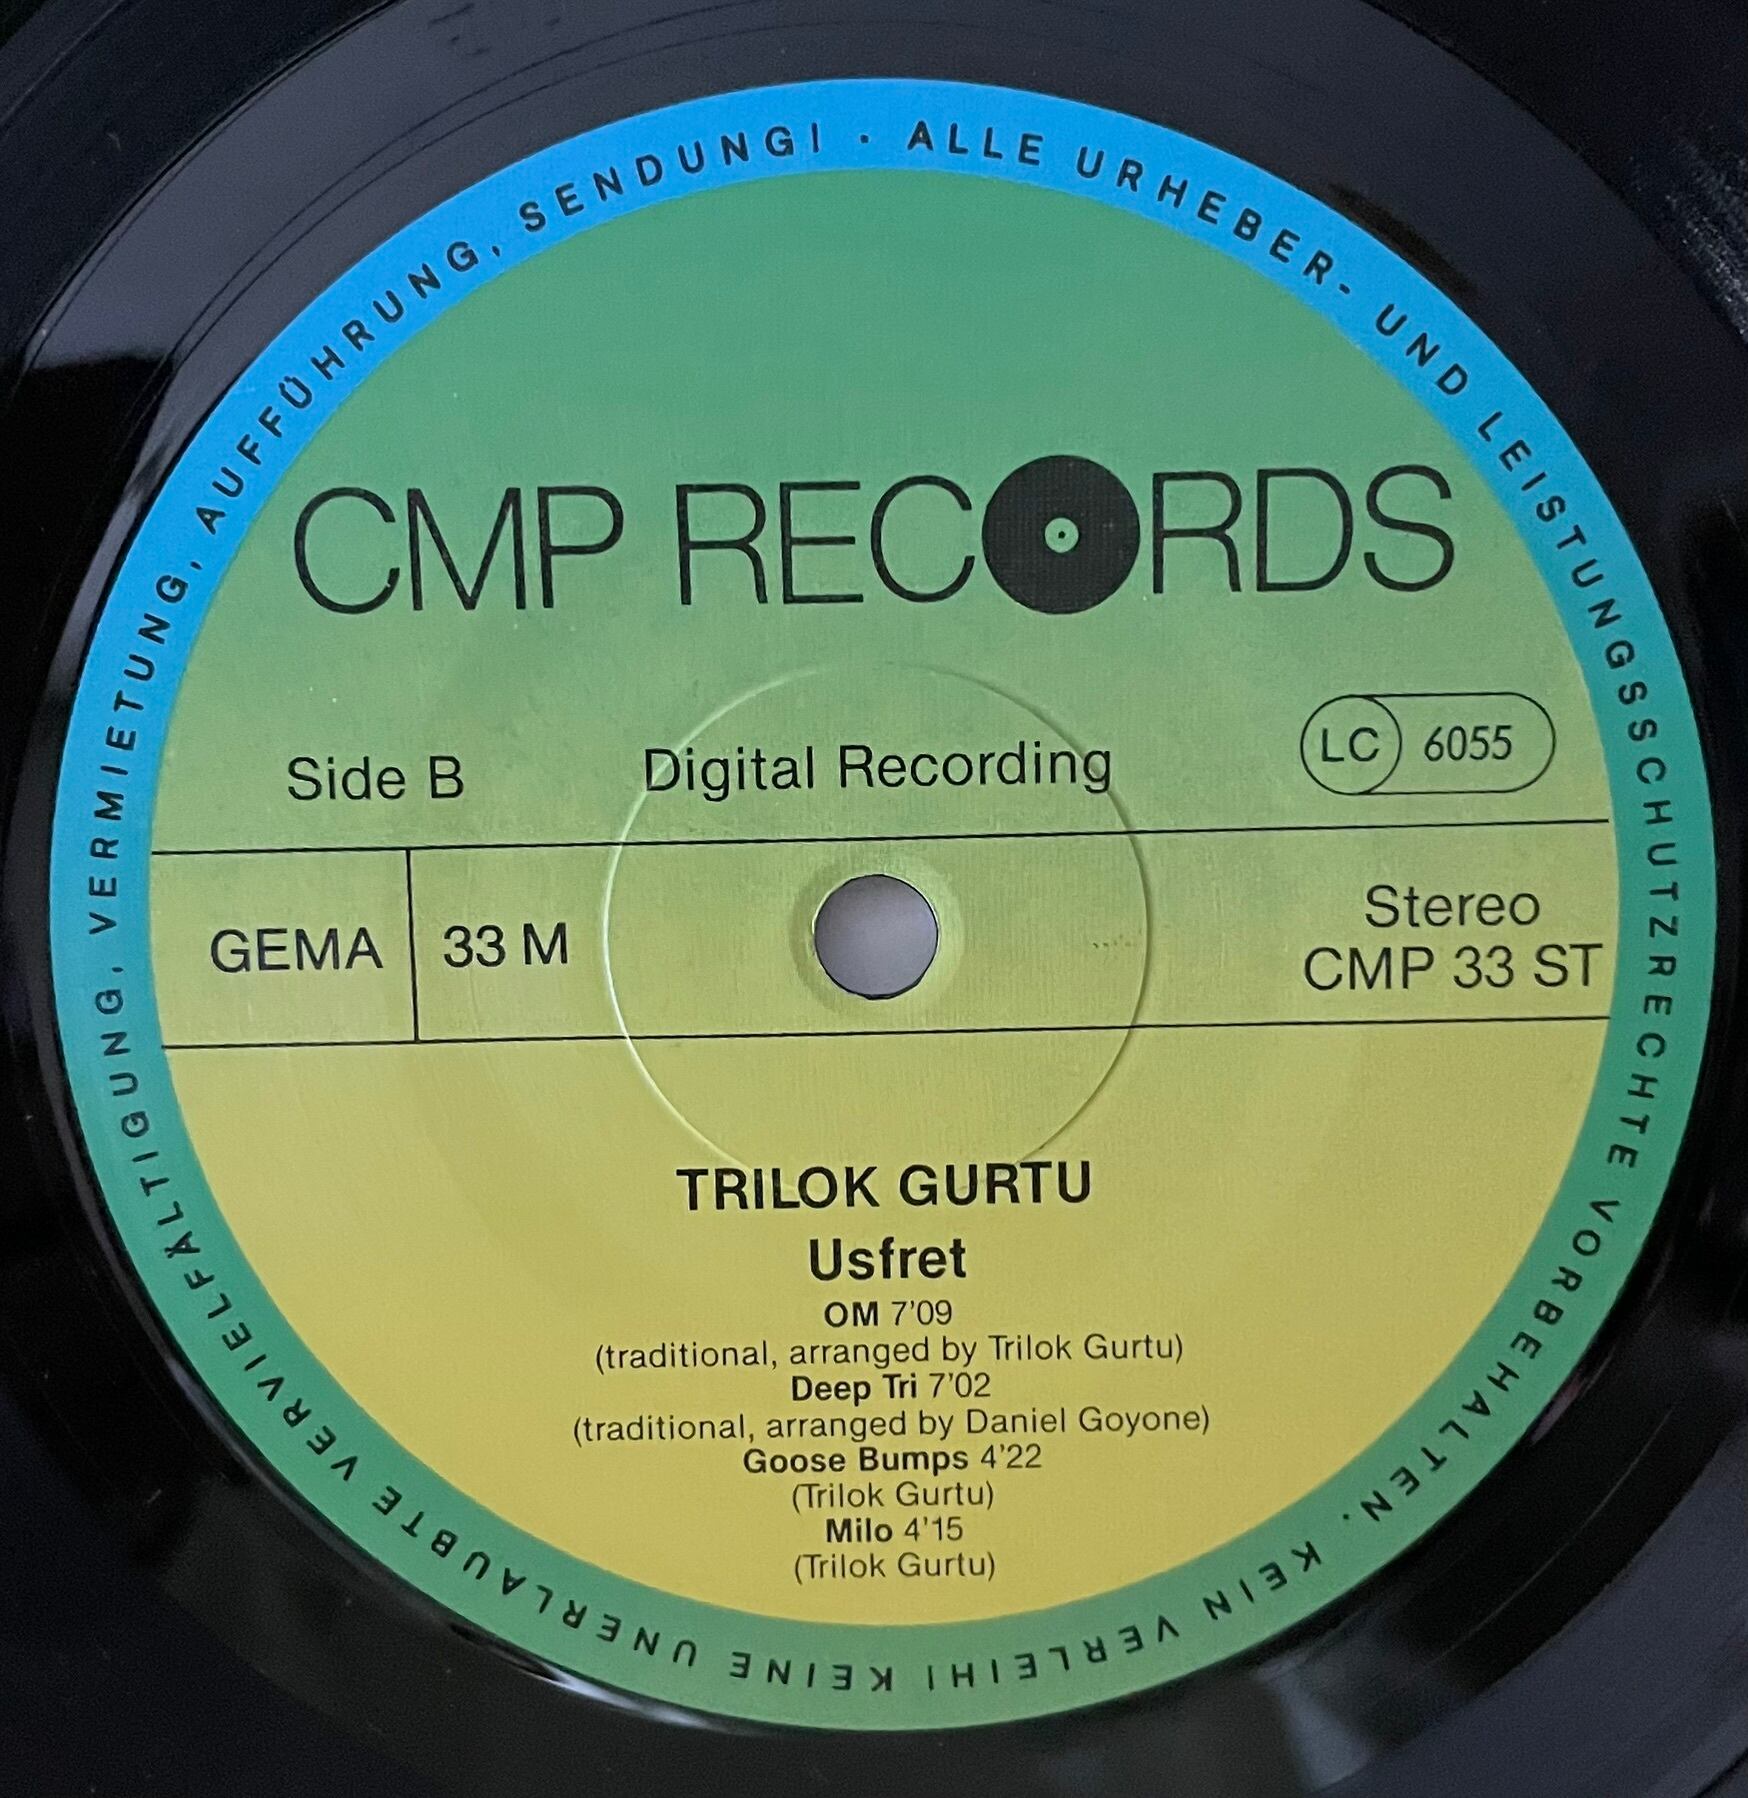 ALLE URHEBER- UND LEISTUNGSSCHUTZRECHTE VORBEHALTEN. KEIN VERLEIH! KEINE UNERLAUBTE VERVIELFÄLTIGUNG, VERMIETUNG, AUFFÜHRUNG, SENDUNG! ·
CMP RECORDS
Side B
Digital Recording
LC 6055
GEMA
33 M
Stereo
CMP 33 ST
TRILOK GURTU
Usfret
OM 7'09
(traditional, arranged by Trilok Gurtu)
Deep Tri 7'02
(traditional, arranged by Daniel Goyone)
Goose Bumps 4'22
(Trilok Gurtu)
Milo 4'15
(Trilok Gurtu)